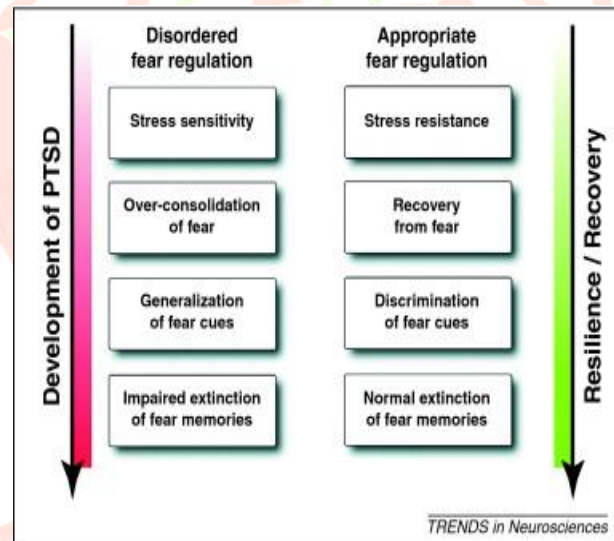 Disordered
fear regulation
Appropriate
fear regulation
Development of PTSD
Stress sensitivity
Stress resistance
Over-consolidation
of fear
Recovery
from fear
Generalization
of fear cues
Discrimination
of fear cues
Impaired extinction
of fear memories
Normal extinction
of fear memories
Resilience / Recovery
TRENDS in Neurosciences